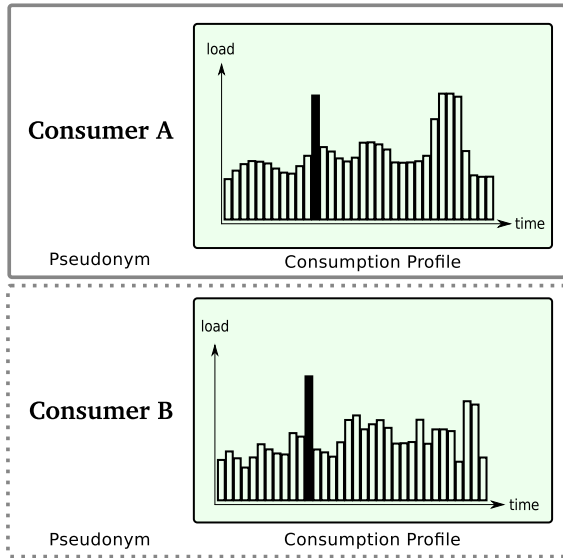 load
Consumer A
time
Pseudonym
Consumption Profile
load
Consumer B
time
Pseudonym
Consumption Profile